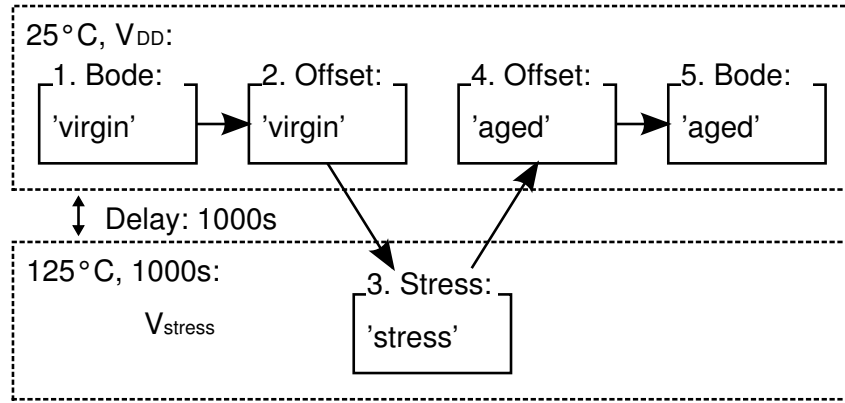 25°C, VDD:
1. Bode:
'virgin'
2. Offset:
'virgin'
4. Offset:
'aged'
5. Bode:
'aged'
Delay: 1000s
125°C, 1000s:
Vstress
3. Stress:
'stress'